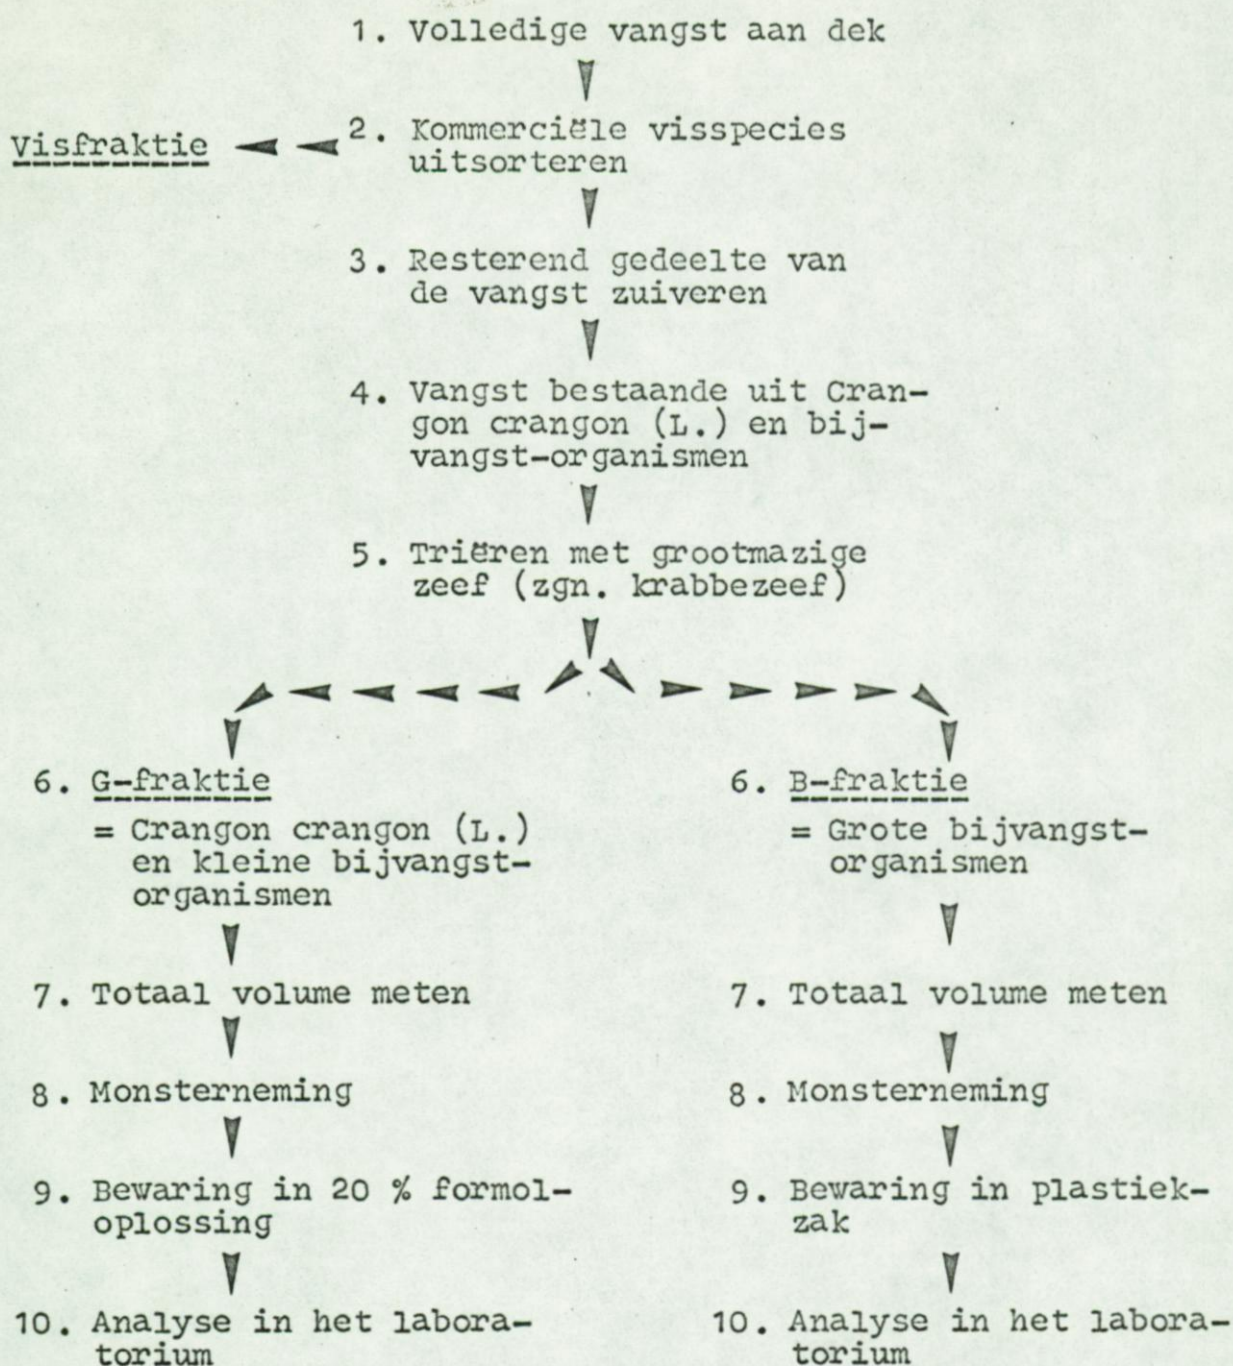 1. Volledige vangst aan dek
Visfraktie
2. Kommerciële visspecies
uitsorteren
3. Resterend gedeelte van
de vangst zuiveren
4. Vangst bestaande uit Cran-
gon crangon (L.) en bij-
vangst-organismen
5. Triëren met grootmazige
zeef (zgn. krabbezeef)
6. G-fraktie
= Crangon crangon (L.)
en kleine bijvangst-
organismen
7. Totaal volume meten
8. Monsterneming
9. Bewaring in 20 % formol-
oplossing
10. Analyse in het labora-
torium
6. B-fraktie
= Grote bijvangst-
organismen
7. Totaal volume meten
8. Monsterneming
9. Bewaring in plastiek-
zak
10. Analyse in het labora-
torium